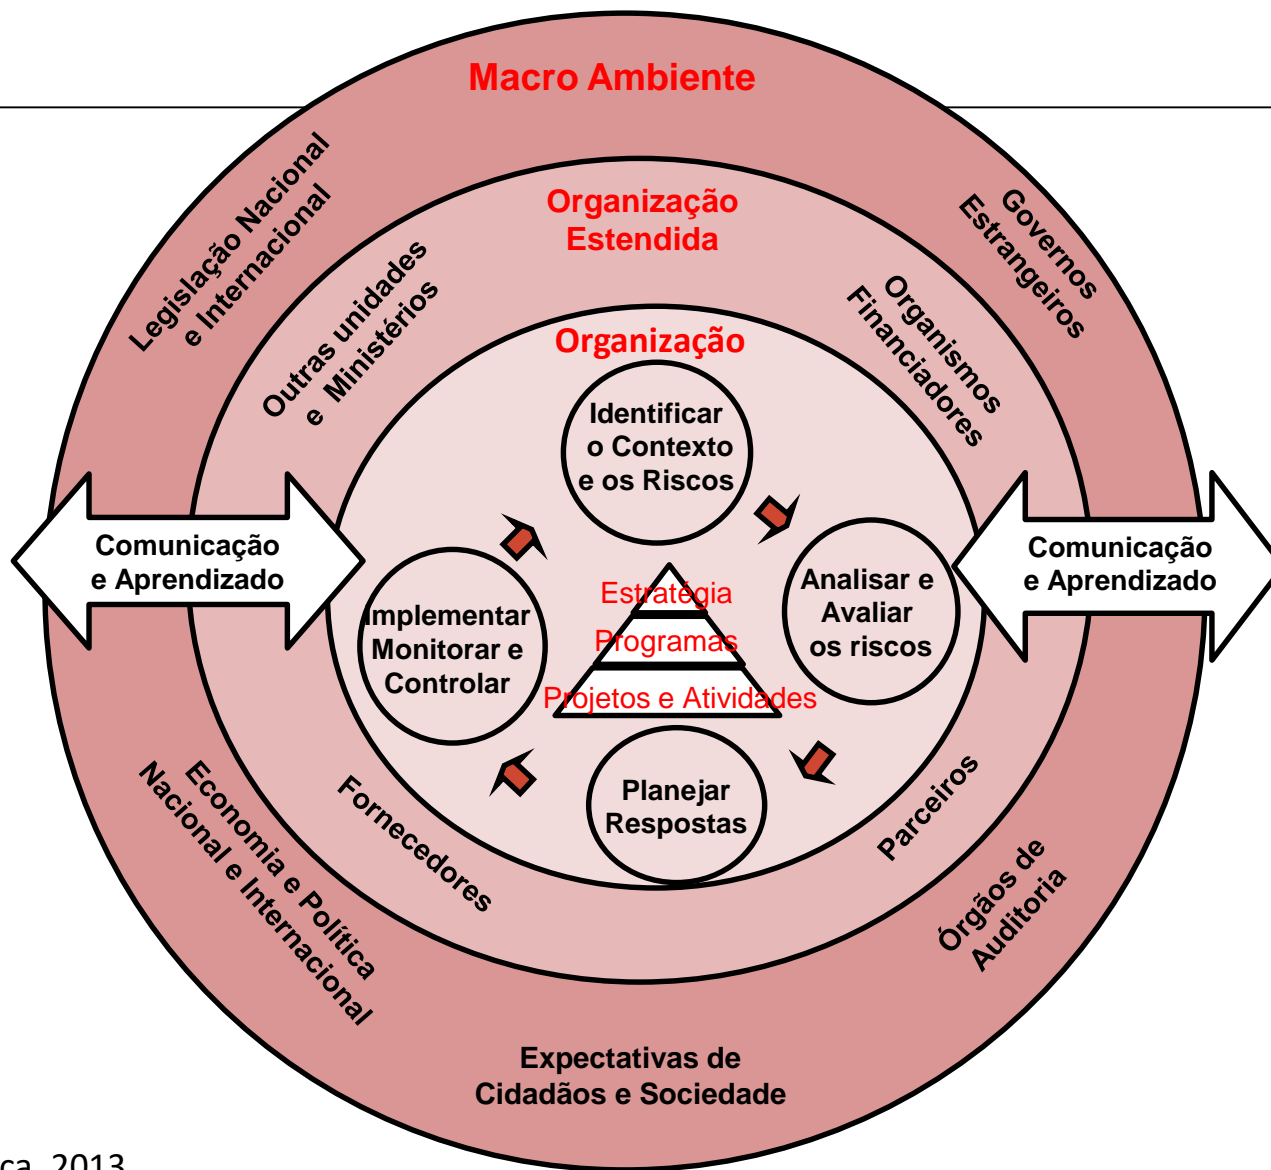 Macro Ambiente
Legislação Nacional
e Internacional
Governos
Estrangeiros
Organização
Estendida
Outras unidades
e Ministérios
Organismos
Financiadores
Organização
Identificar
o Contexto
e os Riscos
Comunicação
e Aprendizado
Comunicação
e Aprendizado
Implementar
Monitorar e
Controlar
Estratégia
Programas
Projetos e Atividades
Analisar e
Avaliar
os riscos
Planejar
Respostas
Fornecedores
Parceiros
Economia e Política
Nacional e Internacional
Órgãos de
Auditoria
Expectativas de
Cidadãos e Sociedade
2013